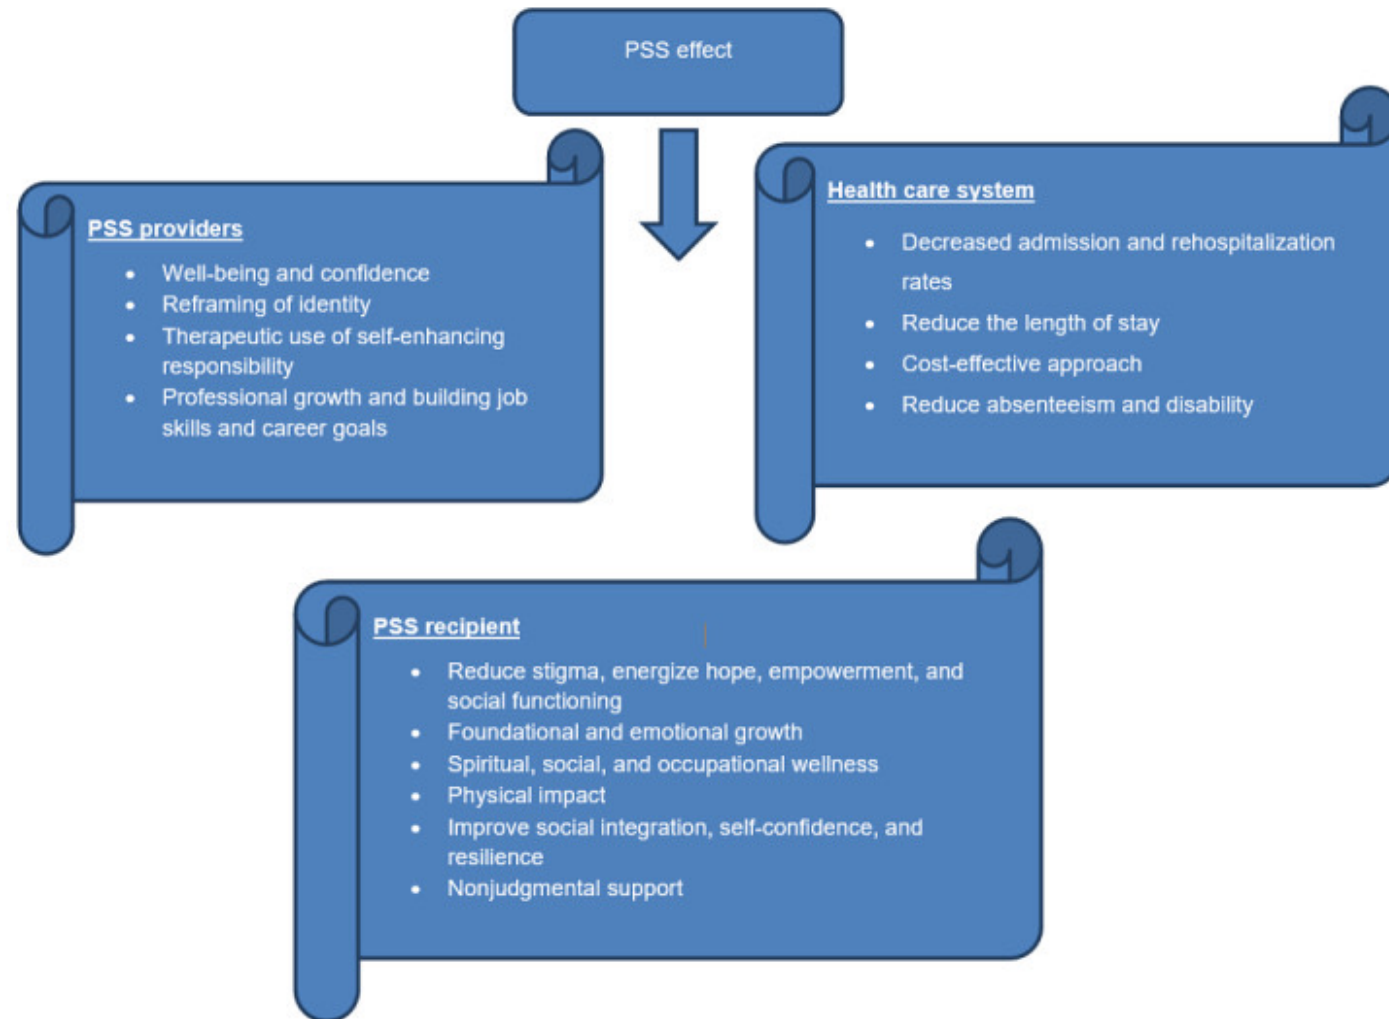 PSS effect
PSS providers
• Well-being and confidence
• Reframing of identity
• Therapeutic use of self-enhancing
responsibility
• Professional growth and building job
skills and career goals
Health care system
• Decreased admission and rehospitalization
rates
• Reduce the length of stay
• Cost-effective approach
• Reduce absenteeism and disability
PSS recipient
• Reduce stigma, energize hope, empowerment, and
social functioning
• Foundational and emotional growth
• Spiritual, social, and occupational wellness
• Physical impact
• Improve social integration, self-confidence, and
resilience
• Nonjudgmental support